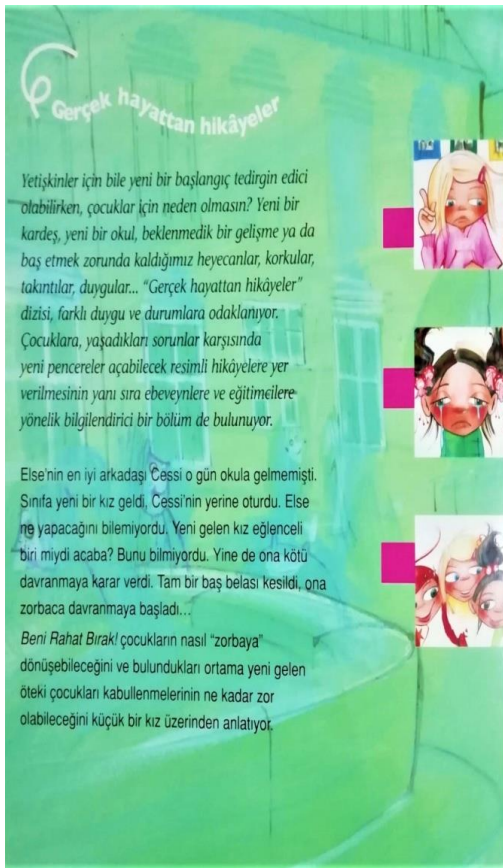 Gerçek hayattan hikâyeler
Yetişkinler için bile yeni bir başlangıç tedirgin edici
olabilirken, çocuklar için neden olmasın? Yeni bir
kardeş, yeni bir okul, beklenmedik bir gelişme ya da
baş etmek zorunda kaldığımız heyecanlar, korkular,
takıntılar, duygular... “Gerçek hayattan hikâyeler”
dizisi, farklı duygu ve durumlara odaklanıyor.
Çocuklara, yaşadıkları sorunlar karşısında
yeni pencereler açabilecek resimli hikâyelere yer
verilmesinin yanı sıra ebeveynlere ve eğitimcilere
yönelik bilgilendirici bir bölüm de bulunuyor.
Else’nin en iyi arkadaşı Cessi o gün okula gelmemişti.
Sınıfa yeni bir kız geldi, Cessi’nin yerine oturdu. Else
ne yapacağını bilemiyordu. Yeni gelen kız eğlenceli
biri miydi acaba? Bunu bilmiyordu. Yine de ona kötü
davranmaya karar verdi. Tam bir baş belası kesildi, ona
zorbaca davranmaya başladı...
Beni Rahat Bırak! çocukların nasıl “zorbaya”
dönüşebileceğini ve bulundukları ortama yeni gelen
öteki çocukları kabullenmelerinin ne kadar zor
olabileceğini küçük bir kız üzerinden anlatıyor.